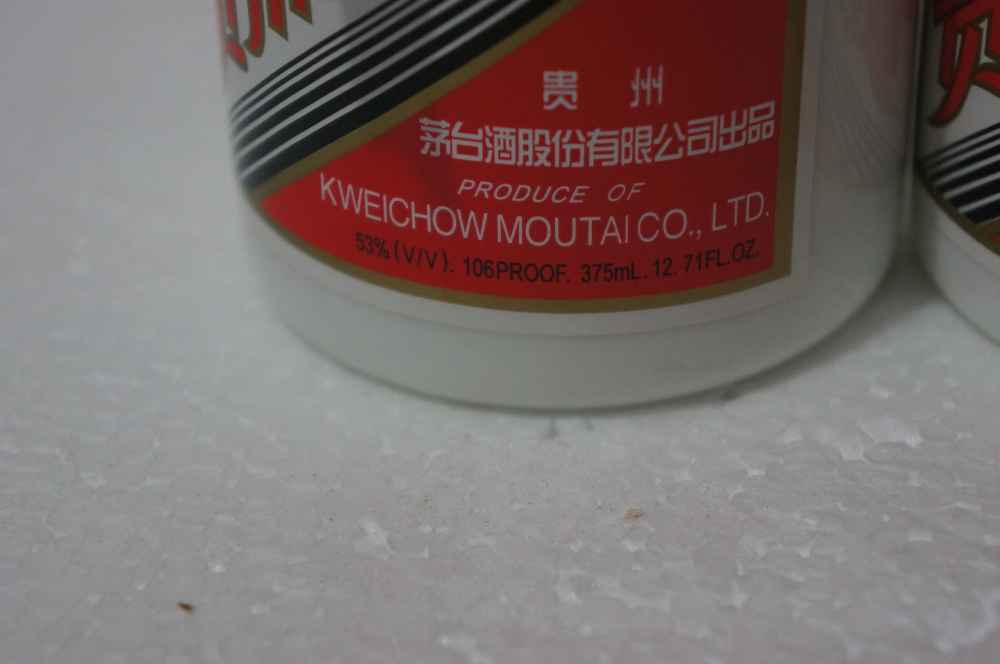 贵 州
茅台酒股份有限公司出品
PRODUCE OF
KWEICHOW MOUTAI CO., LTD.
53% (V/V). 106PROOF. 375mL. 12. 71FL.OZ.